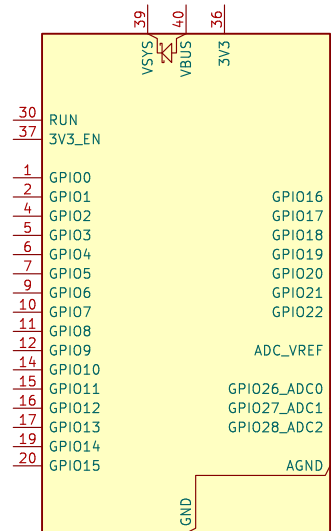 39 40 36
VSYS VBUS 3V3
30 RUN
37 3V3_EN
1 GPIO0
2 GPIO1 GPIO16
4 GPIO2 GPIO17
5 GPIO3 GPIO18
6 GPIO4 GPIO19
7 GPIO5 GPIO20
9 GPIO6 GPIO21
10 GPIO7 GPIO22
11 GPIO8
12 GPIO9 ADC_VREF
14 GPIO10
15 GPIO11 GPIO26_ADC0
16 GPIO12 GPIO27_ADC1
17 GPIO13 GPIO28_ADC2
19 GPIO14
20 GPIO15 AGND
GND